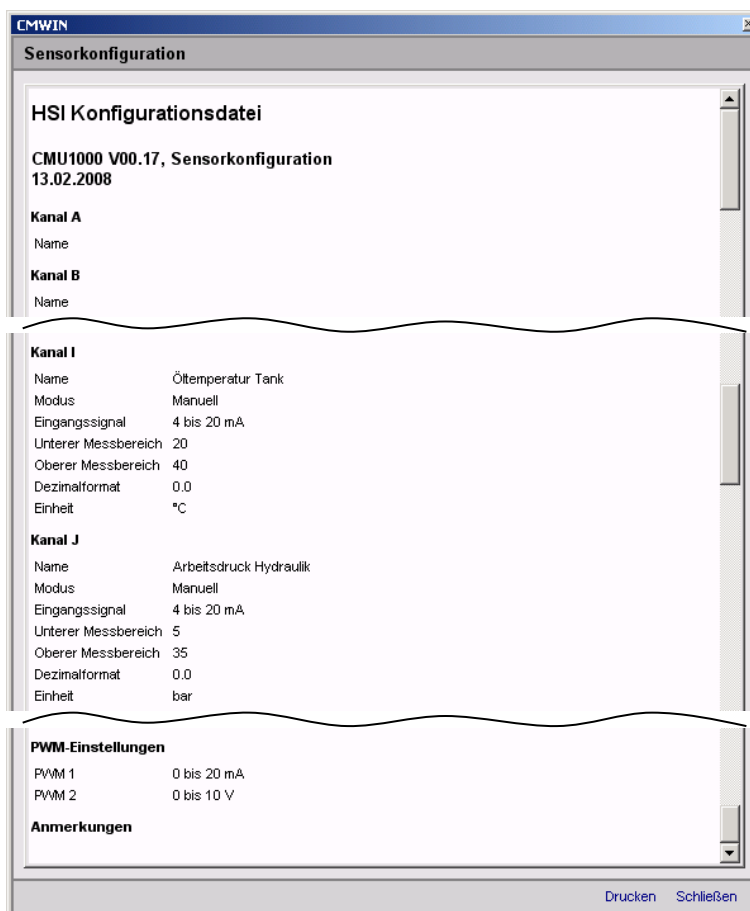 CMWIN
Sensorkonfiguration
HSI Konfigurationsdatei
CMU1000 V00.17, Sensorkonfiguration
13.02.2008
Kanal A
Name
Kanal B
Name
Kanal I
Name Öltemperatur Tank
Modus Manuell
Eingangssignal 4 bis 20 mA
Unterer Messbereich 20
Oberer Messbereich 40
Dezimalformat 0.0
Einheit °C
Kanal J
Name Arbeitsdruck Hydraulik
Modus Manuell
Eingangssignal 4 bis 20 mA
Unterer Messbereich 5
Oberer Messbereich 35
Dezimalformat 0.0
Einheit bar
PWM-Einstellungen
PWM 1 0 bis 20 mA
PWM 2 0 bis 10 V
Anmerkungen
Drucken Schließen